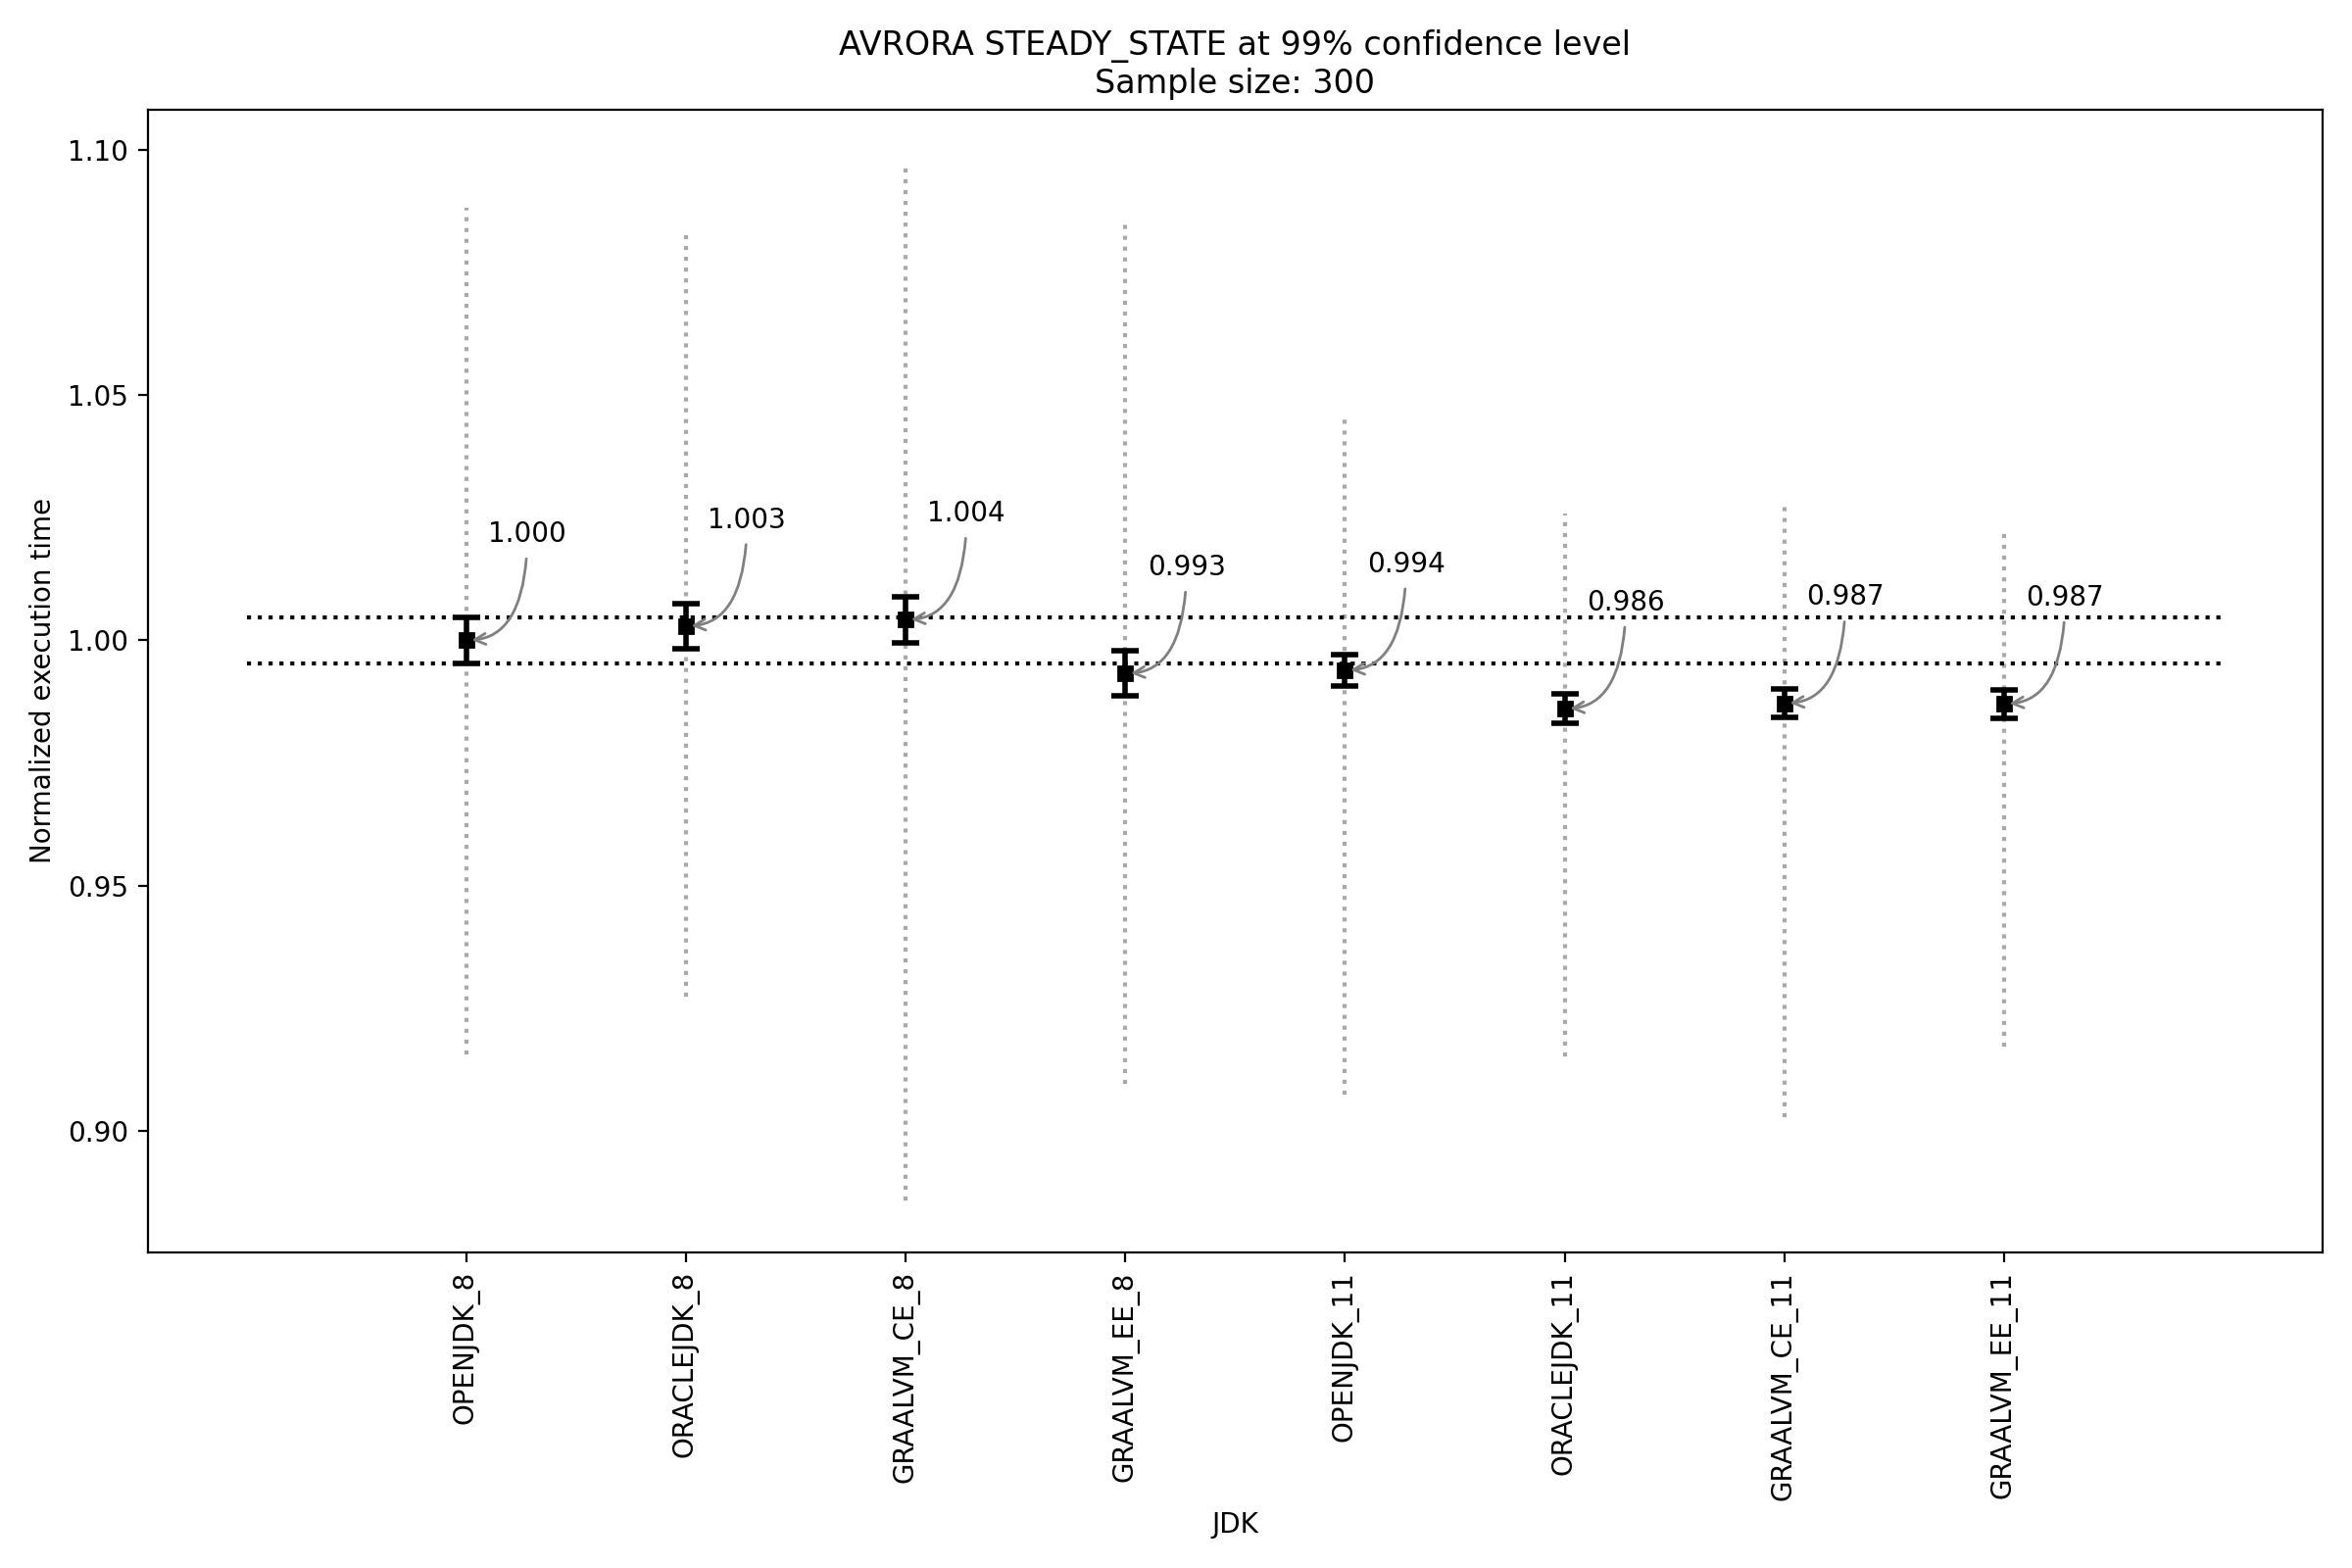 AVRORA STEADY_STATE at 99% confidence level
Sample size: 300
Normalized execution time
1.10
1.05
1.00
0.95
0.90
1.000
1.003
1.004
0.993
0.994
0.986
0.987
0.987
OPENJDK_8
ORACLEJDK_8
GRAALVM_CE_8
GRAALVM_EE_8
OPENJDK_11
ORACLEJDK_11
GRAALVM_CE_11
GRAALVM_EE_11
JDK